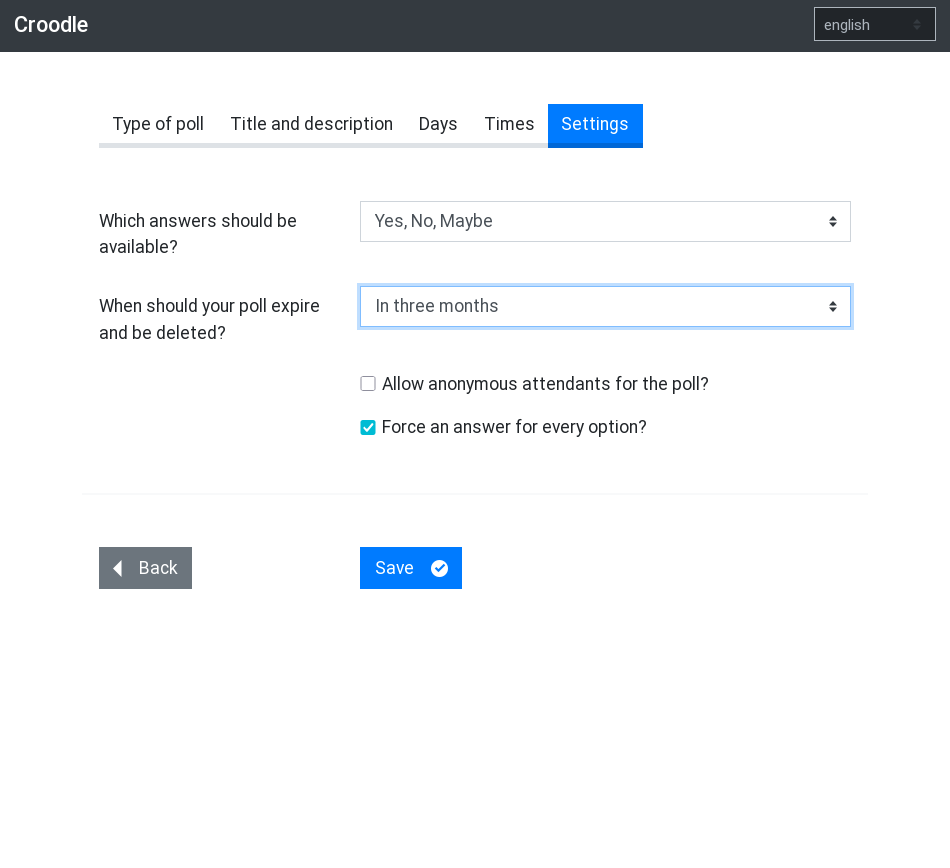 Croodle
english
Type of poll
Title and description
Days
Times
Settings
Which answers should be
available?
Yes, No, Maybe
When should your poll expire
and be deleted?
In three months
Allow anonymous attendants for the poll?
Force an answer for every option?
Back
Save